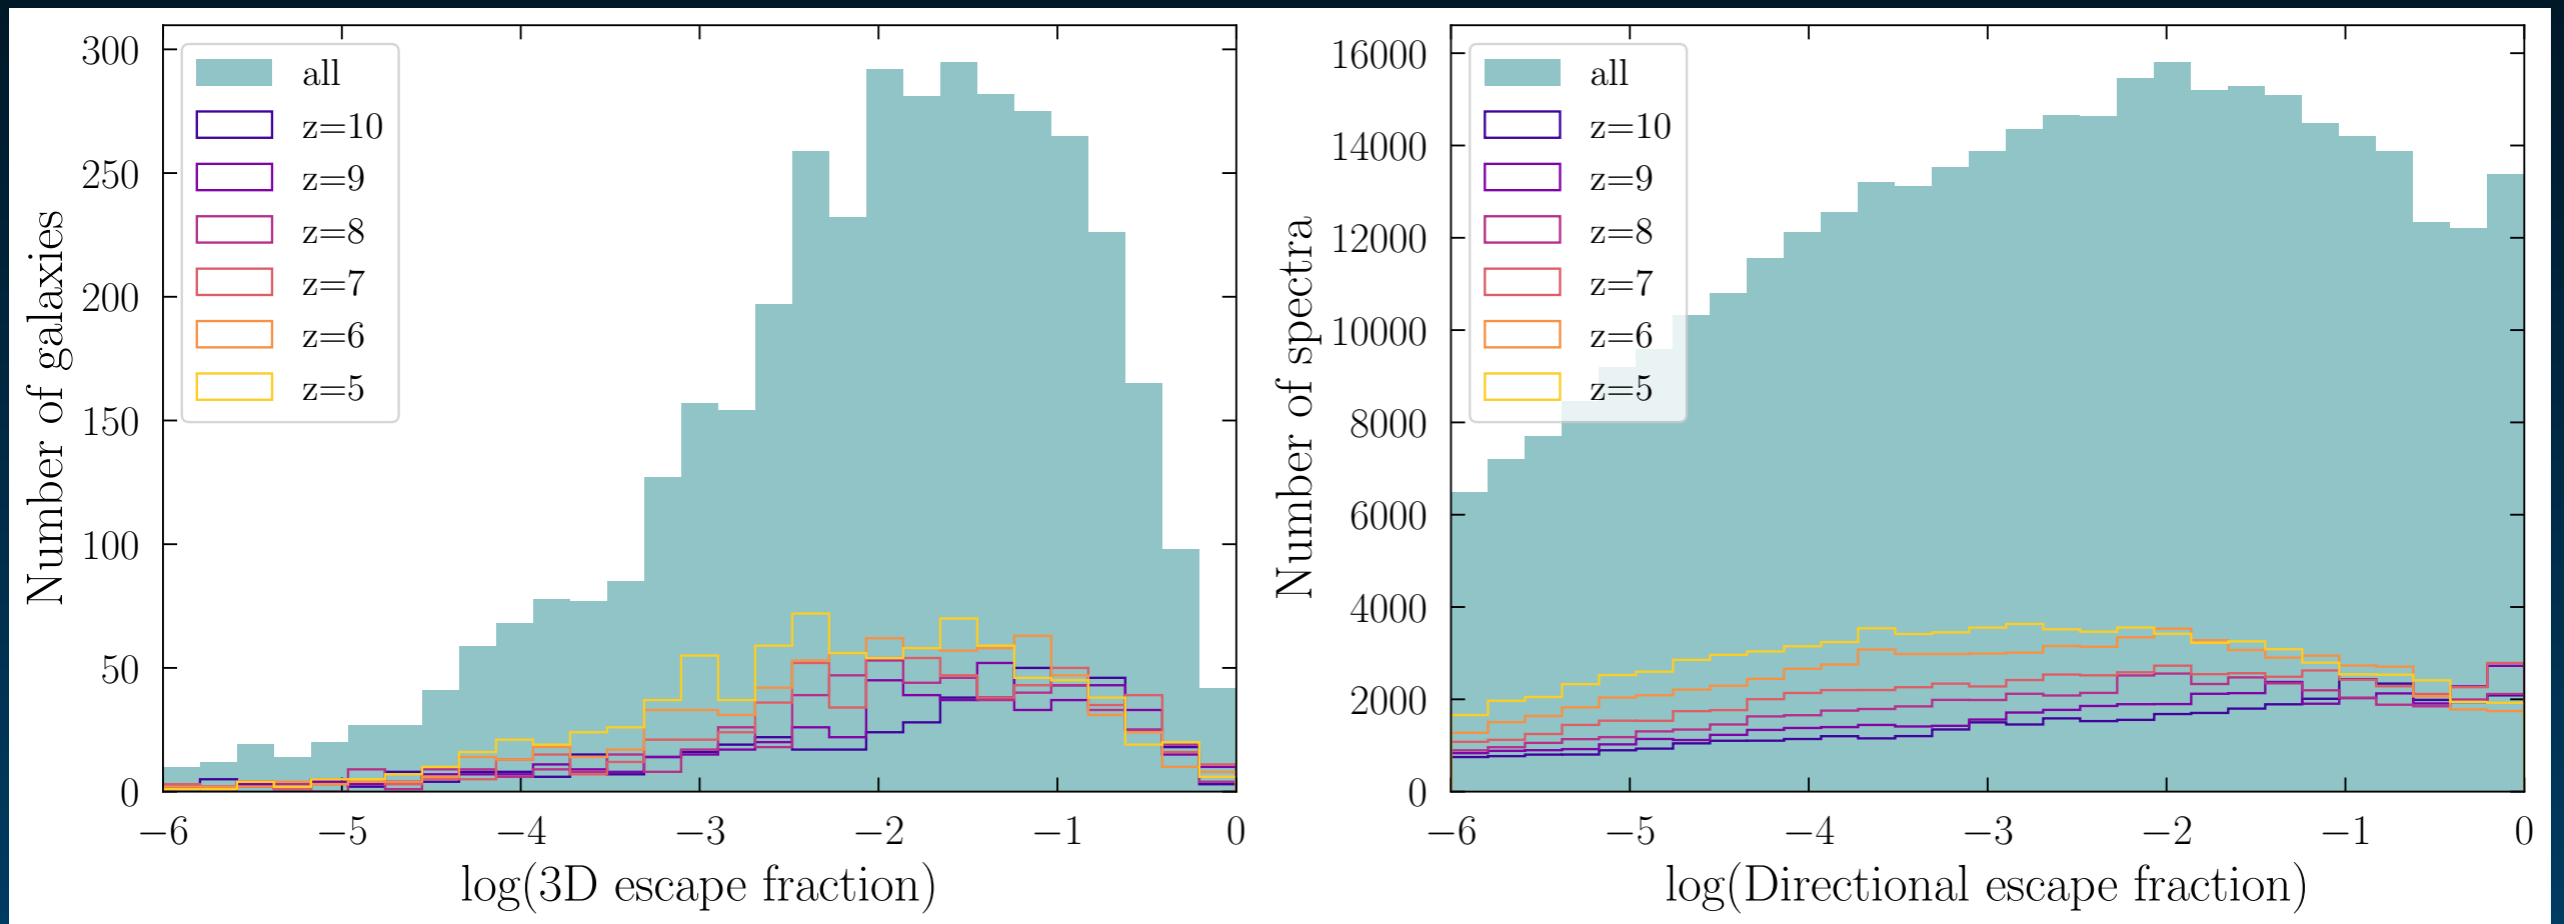 300
250
200
150
100
50
0
Number of galaxies
all
z=10
z=9
z=8
z=7
z=6
z=5
−6 −5 −4 −3 −2 −1 0
log(3D escape fraction)
16000
14000
12000
10000
8000
6000
4000
2000
0
Number of spectra
all
z=10
z=9
z=8
z=7
z=6
z=5
−6 −5 −4 −3 −2 −1 0
log(Directional escape fraction)